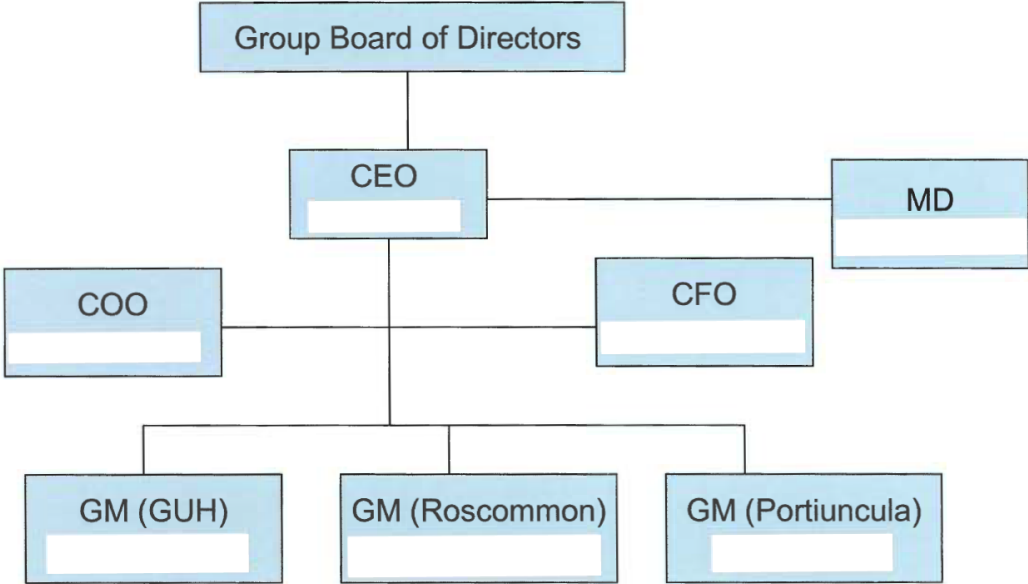 Group Board of Directors
CEO
MD
COO
CFO
GM (GUH)
GM (Roscommon)
GM (Portiuncula)